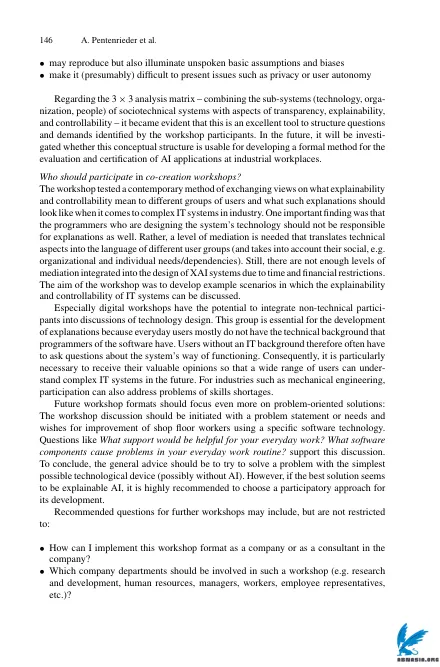 146 A. Pentenrieder et al.
• may reproduce but also illuminate unspoken basic assumptions and biases
• make it (presumably) difficult to present issues such as privacy or user autonomy
Regarding the 3 × 3 analysis matrix – combining the sub-systems (technology, orga-
nization, people) of sociotechnical systems with aspects of transparency, explainability,
and controllability – it became evident that this is an excellent tool to structure questions
and demands identified by the workshop participants. In the future, it will be investi-
gated whether this conceptual structure is usable for developing a formal method for the
evaluation and certification of AI applications at industrial workplaces.
Who should participate in co-creation workshops?
The workshop tested a contemporary method of exchanging views on what explainability
and controllability mean to different groups of users and what such explanations should
look like when it comes to complex IT systems in industry. One important finding was that
the programmers who are designing the system's technology should not be responsible
for explanations as well. Rather, a level of mediation is needed that translates technical
aspects into the language of different user groups (and takes into account their social, e.g.
organizational and individual needs/dependencies). Still, there are not enough levels of
mediation integrated into the design of XAI systems due to time and financial restrictions.
The aim of the workshop was to develop example scenarios in which the explainability
and controllability of IT systems can be discussed.
Especially digital workshops have the potential to integrate non-technical partici-
pants into discussions of technology design. This group is essential for the development
of explanations because everyday users mostly do not have the technical background that
programmers of the software have. Users without an IT background therefore often have
to ask questions about the system's way of functioning. Consequently, it is particularly
necessary to receive their valuable opinions so that a wide range of users can under-
stand complex IT systems in the future. For industries such as mechanical engineering,
participation can also address problems of skills shortages.
Future workshop formats should focus even more on problem-oriented solutions:
The workshop discussion should be initiated with a problem statement or needs and
wishes for improvement of shop floor workers using a specific software technology.
Questions like What support would be helpful for your everyday work? What software
components cause problems in your everyday work routine? support this discussion.
To conclude, the general advice should be to try to solve a problem with the simplest
possible technological device (possibly without AI). However, if the best solution seems
to be explainable AI, it is highly recommended to choose a participatory approach for
its development.
Recommended questions for further workshops may include, but are not restricted
to:
• How can I implement this workshop format as a company or as a consultant in the
company?
• Which company departments should be involved in such a workshop (e.g. research
and development, human resources, managers, workers, employee representatives,
etc.)?